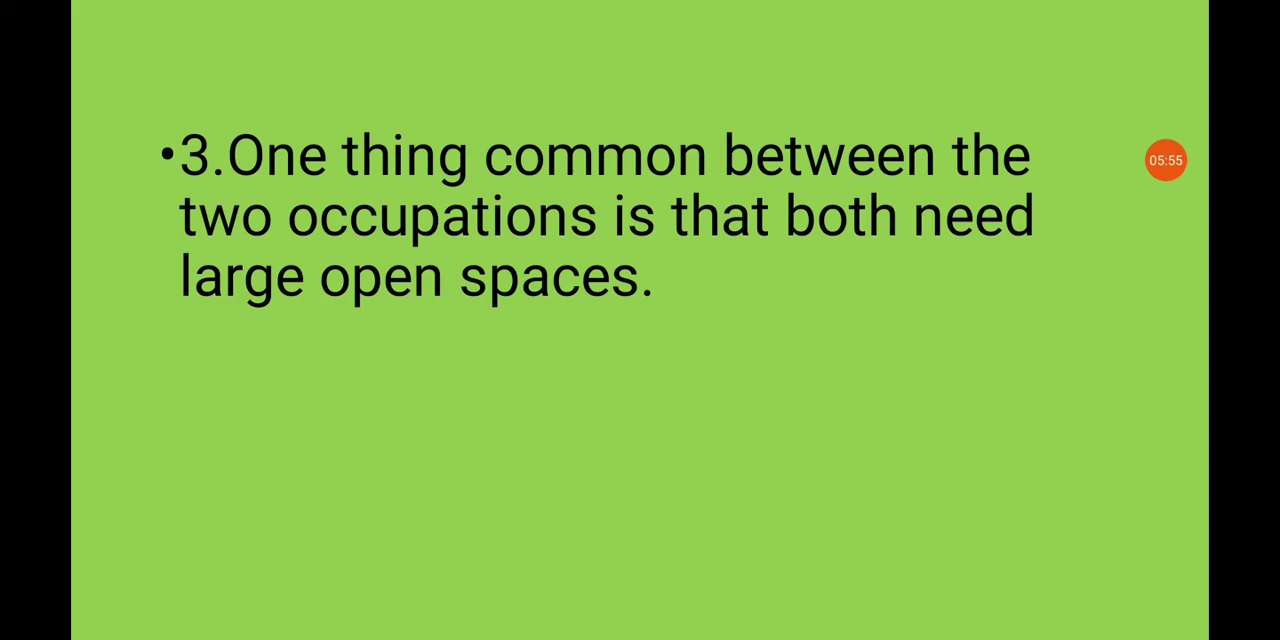 •3.One thing common between the
two occupations is that both need
large open spaces.
05:55